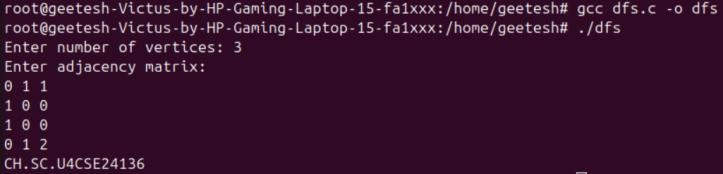 root@geetesh-Victus-by-HP-Gaming-Laptop-15-fa1xxx:/home/geetesh# gcc dfs.c -o dfs
root@geetesh-Victus-by-HP-Gaming-Laptop-15-fa1xxx:/home/geetesh# ./dfs
Enter number of vertices: 3
Enter adjacency matrix:
0 1 1
1 0 0
1 0 0
0 1 2
CH.SC.U4CSE24136